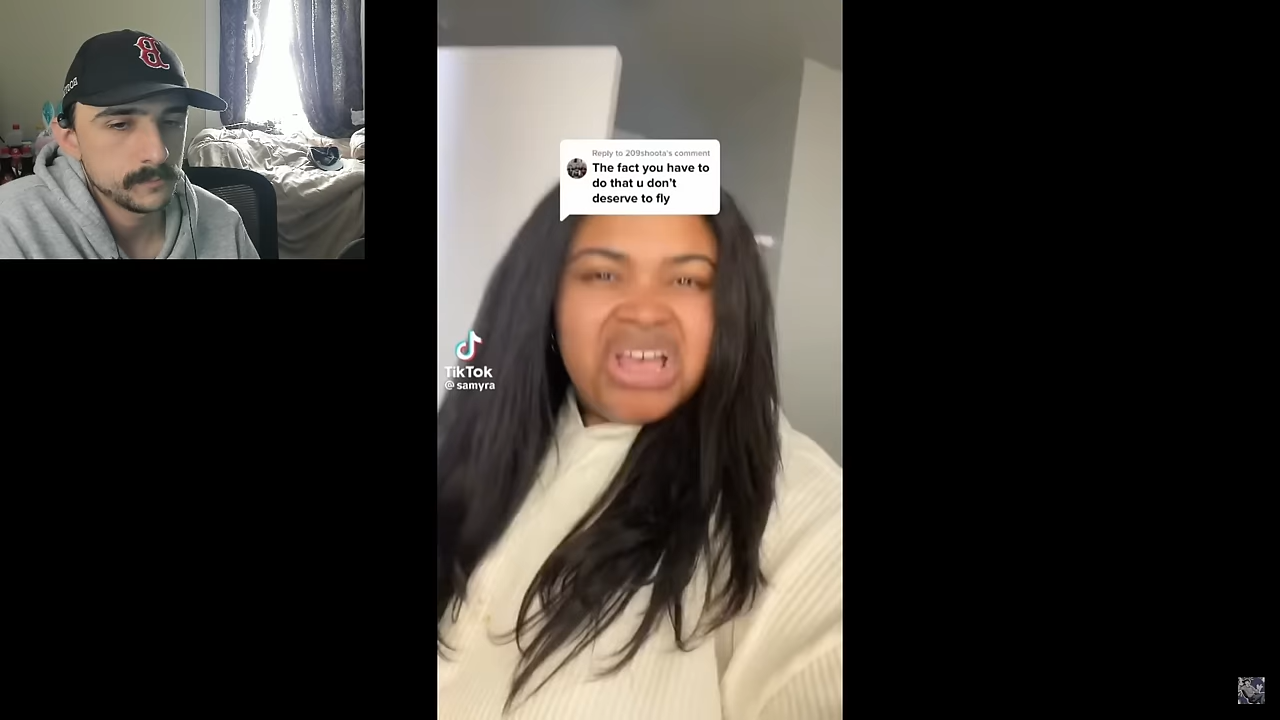 B
Reply to 209shoota's comment
The fact you have to
do that u don't
deserve to fly
TikTok
@samyra